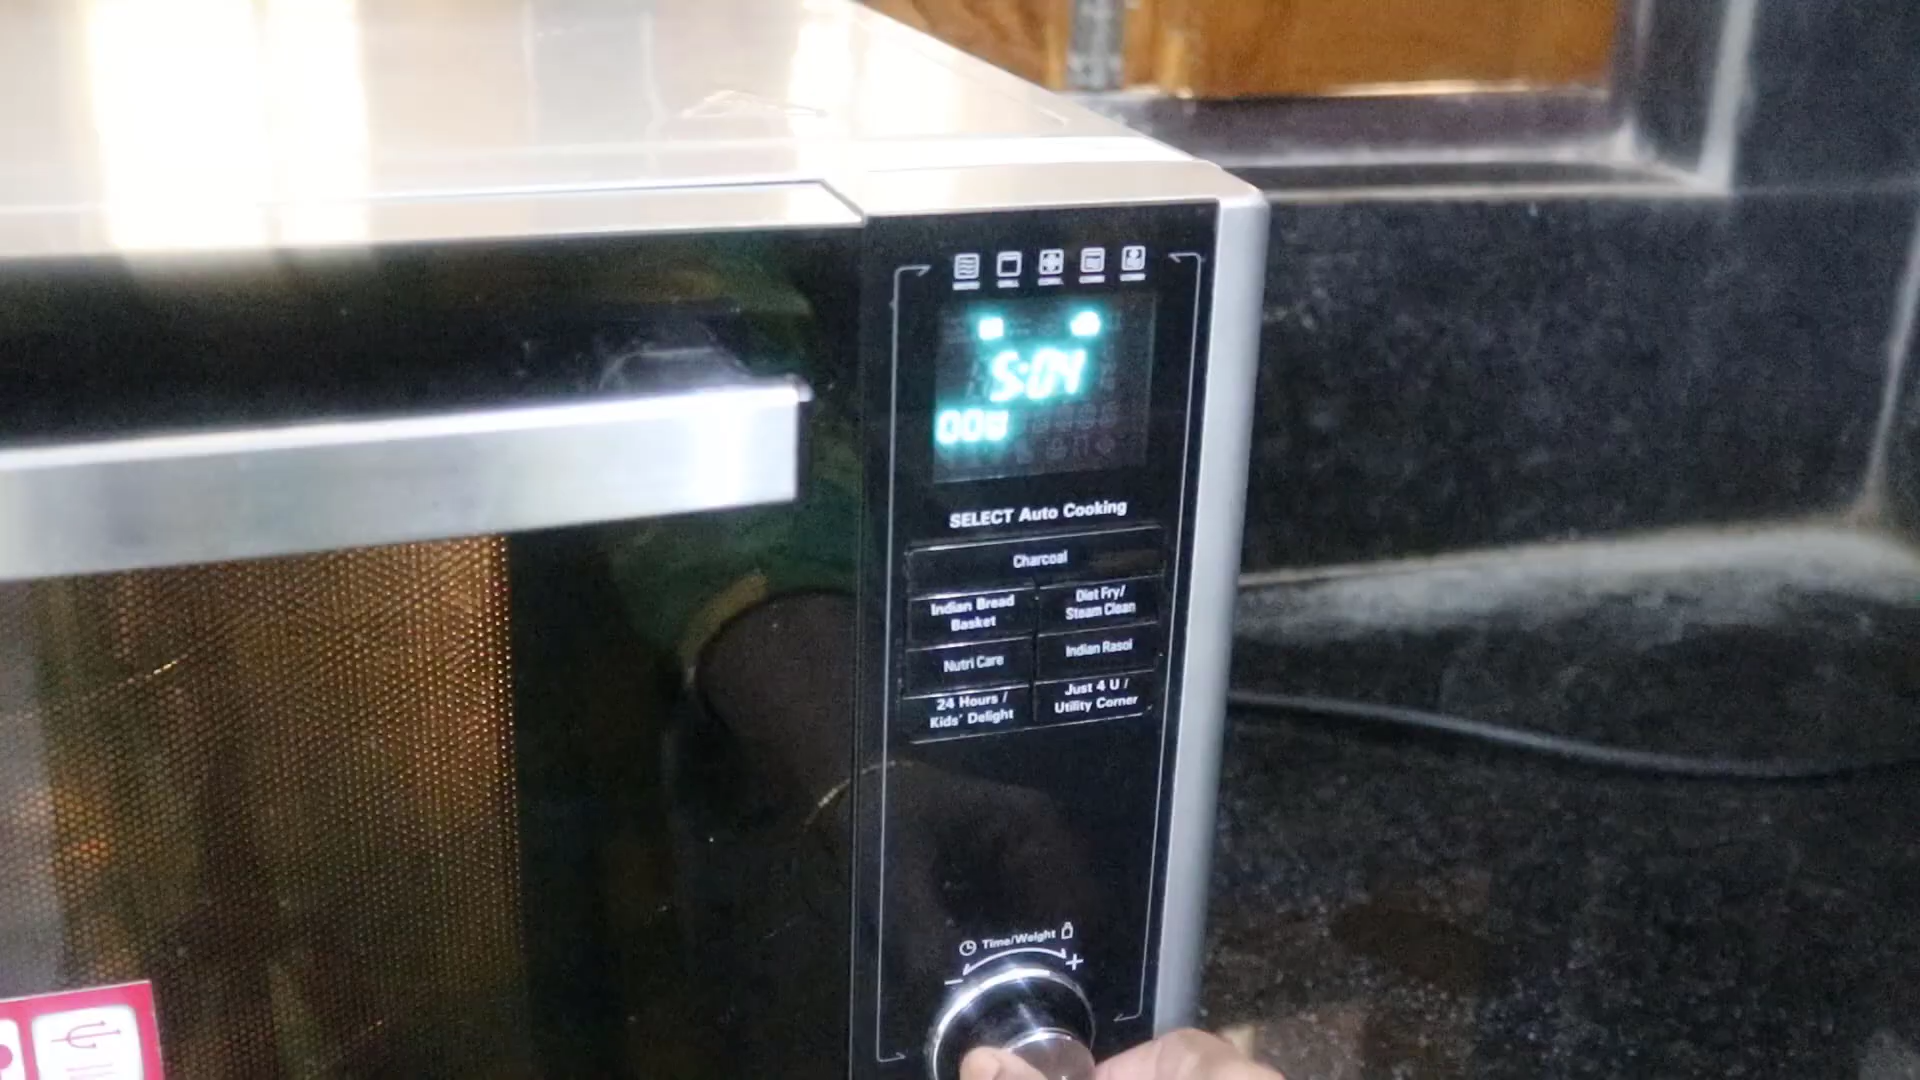 5:04
SELECT Auto Cooking
Charcoal
Indian Bread
Basket
Diet Fry/
Steam Clean
Nutri Care
Indian Rasoi
24 Hours /
Kids' Delight
Just 4 U /
Utility Corner
Time/Weight
- +